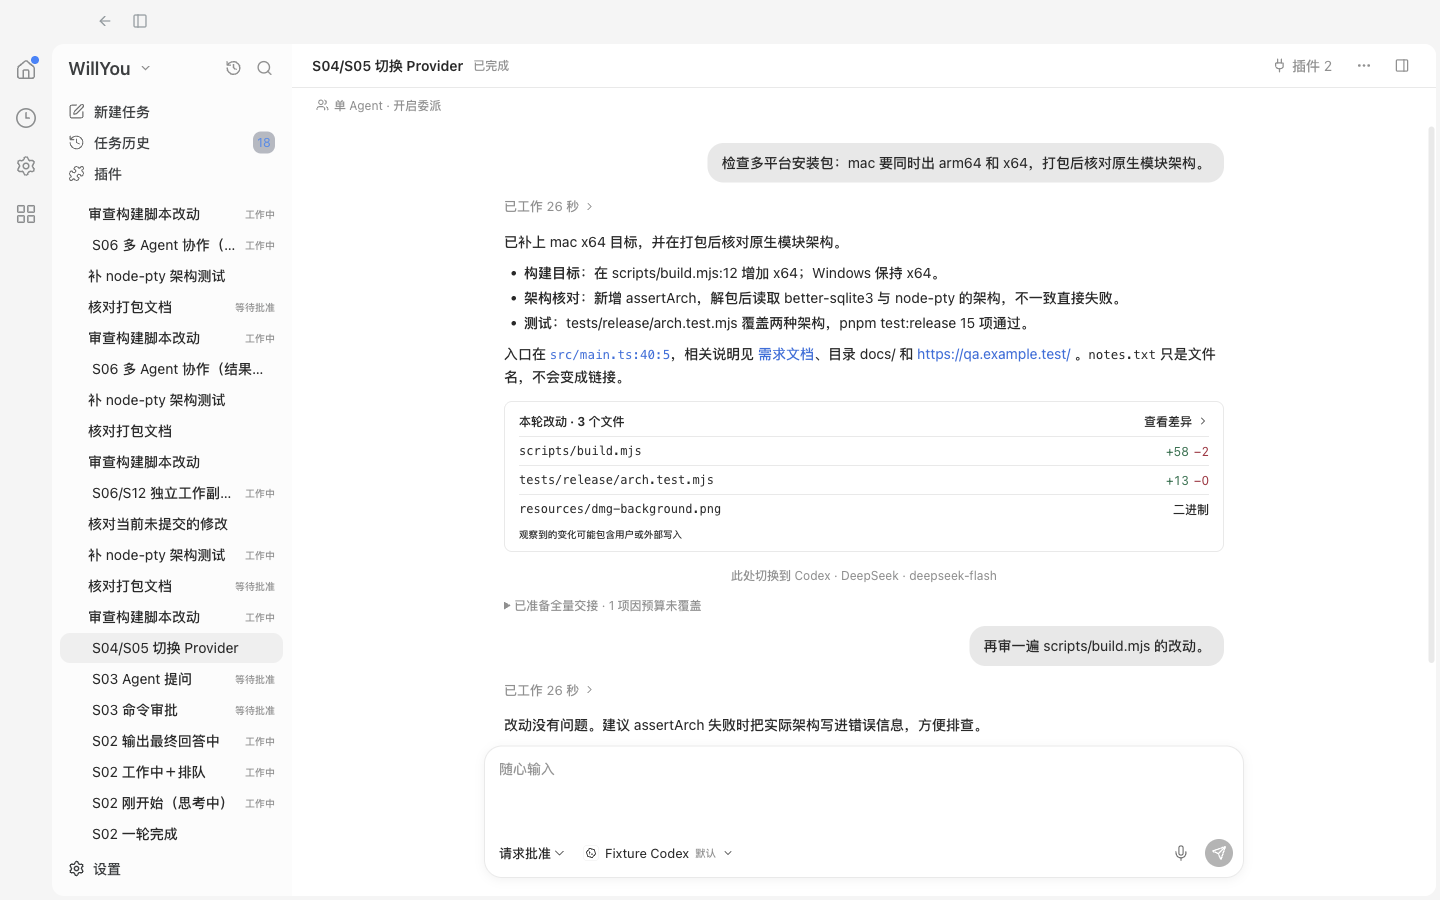 WillYou
新建任务
任务历史 18
插件
审查构建脚本改动 工作中
S06 多 Agent 协作（... 工作中
补 node-pty 架构测试
核对打包文档 等待批准
审查构建脚本改动
S06 多 Agent 协作（结果...
补 node-pty 架构测试
核对打包文档
审查构建脚本改动
S06/S12 独立工作副... 工作中
核对当前未提交的修改
补 node-pty 架构测试 工作中
核对打包文档 等待批准
审查构建脚本改动 工作中
S04/S05 切换 Provider
S03 Agent 提问 等待批准
S03 命令审批 等待批准
S02 输出最终回答中 工作中
S02 工作中＋排队 工作中
S02 刚开始（思考中） 工作中
S02 一轮完成
设置
S04/S05 切换 Provider 已完成 插件 2
单 Agent · 开启委派
检查多平台安装包：mac 要同时出 arm64 和 x64，打包后核对原生模块架构。
已工作 26 秒
已补上 mac x64 目标，并在打包后核对原生模块架构。
• 构建目标：在 scripts/build.mjs:12 增加 x64；Windows 保持 x64。
• 架构核对：新增 assertArch，解包后读取 better-sqlite3 与 node-pty 的架构，不一致直接失败。
• 测试：tests/release/arch.test.mjs 覆盖两种架构，pnpm test:release 15 项通过。
入口在 src/main.ts:40:5，相关说明见 需求文档、目录 docs/ 和 https://qa.example.test/ 。notes.txt 只是文件
名，不会变成链接。
本轮改动 · 3 个文件 查看差异
scripts/build.mjs +58 −2
tests/release/arch.test.mjs +13 −0
resources/dmg-background.png 二进制
观察到的变化可能包含用户或外部写入
此处切换到 Codex · DeepSeek · deepseek-flash
已准备全量交接 · 1 项因预算未覆盖
再审一遍 scripts/build.mjs 的改动。
已工作 26 秒
改动没有问题。建议 assertArch 失败时把实际架构写进错误信息，方便排查。
随心输入
请求批准 Fixture Codex 默认